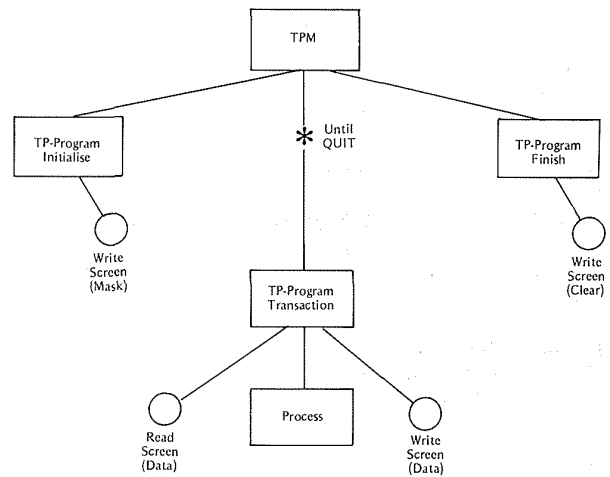 TPM
TP-Program
Initialise
*
Until
QUIT
TP-Program
Finish
Write
Screen
(Mask)
Write
Screen
(Clear)
TP-Program
Transaction
Read
Screen
(Data)
Process
Write
Screen
(Data)